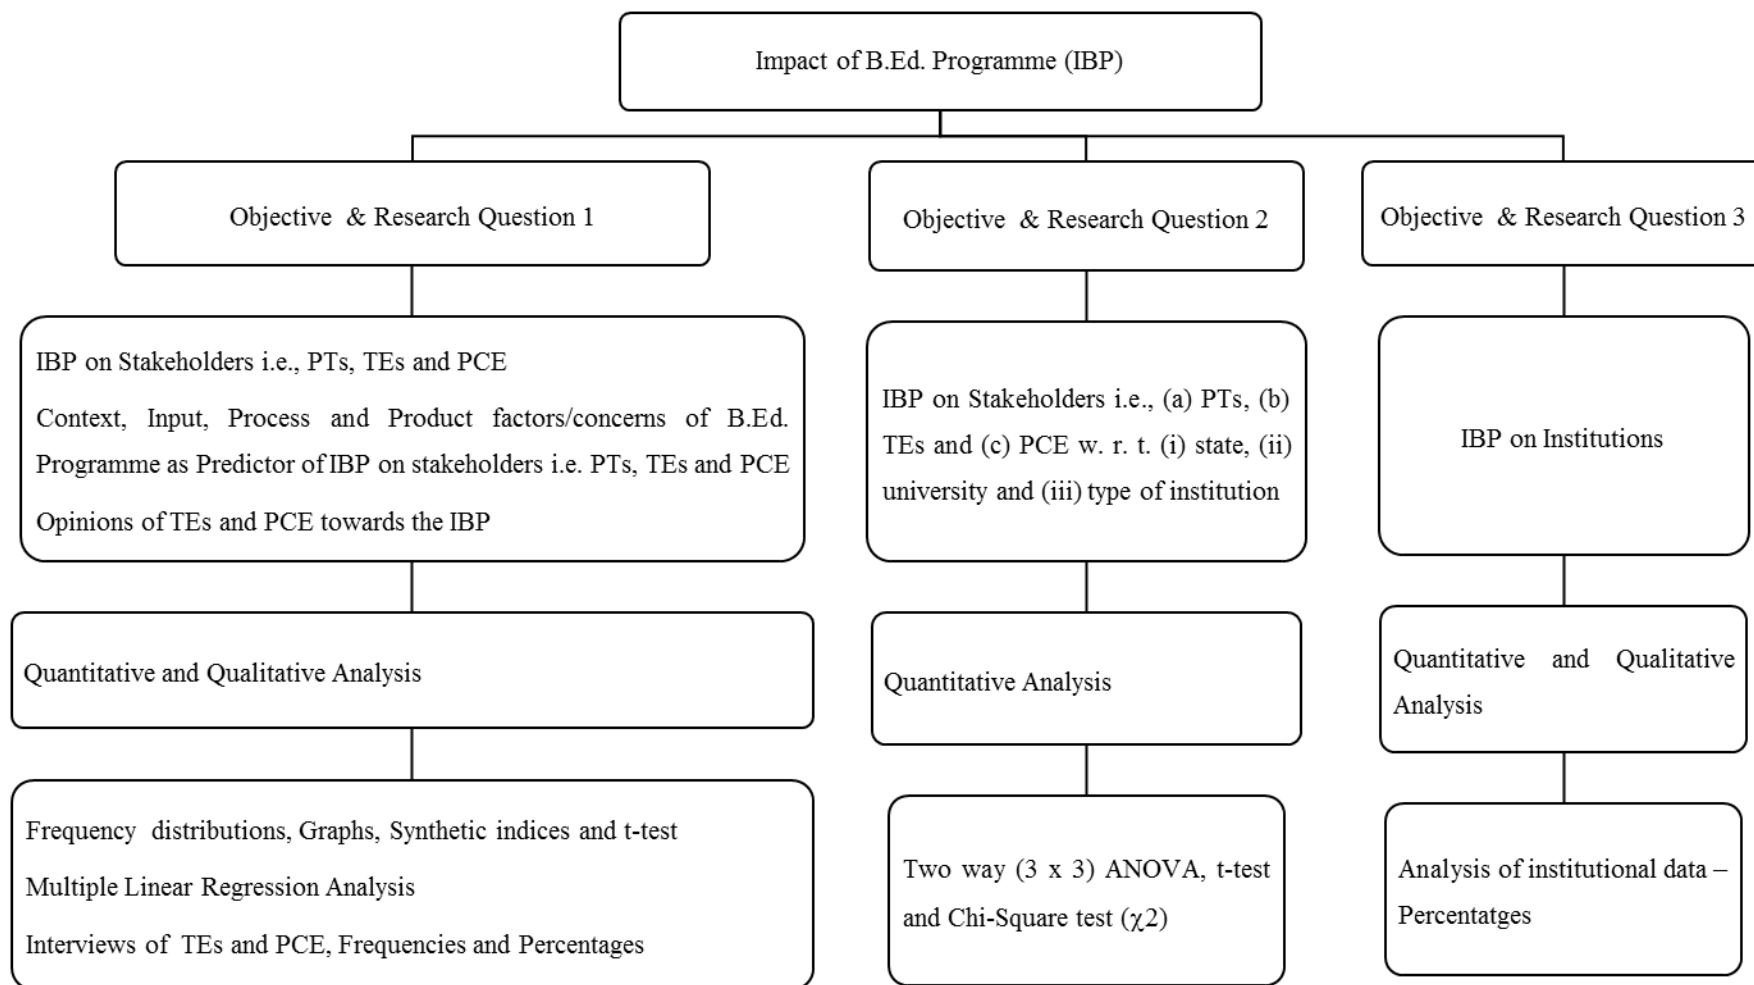 Impact of B.Ed. Programme (IBP)
Objective & Research Question 1
Objective & Research Question 2
Objective & Research Question 3
IBP on Stakeholders i.e., PTs, TEs and PCE
Context, Input, Process and Product factors/concerns of B.Ed.
Programme as Predictor of IBP on stakeholders i.e. PTs, TEs and PCE
Opinions of TEs and PCE towards the IBP
IBP on Stakeholders i.e., (a) PTs, (b)
TEs and (c) PCE w. r. t. (i) state, (ii)
university and (iii) type of institution
IBP on Institutions
Quantitative and Qualitative Analysis
Quantitative Analysis
Quantitative and Qualitative
Analysis
Frequency distributions, Graphs, Synthetic indices and t-test
Multiple Linear Regression Analysis
Interviews of TEs and PCE, Frequencies and Percentages
Two way (3 x 3) ANOVA, t-test
and Chi-Square test (χ2)
Analysis of institutional data –
Percentatges